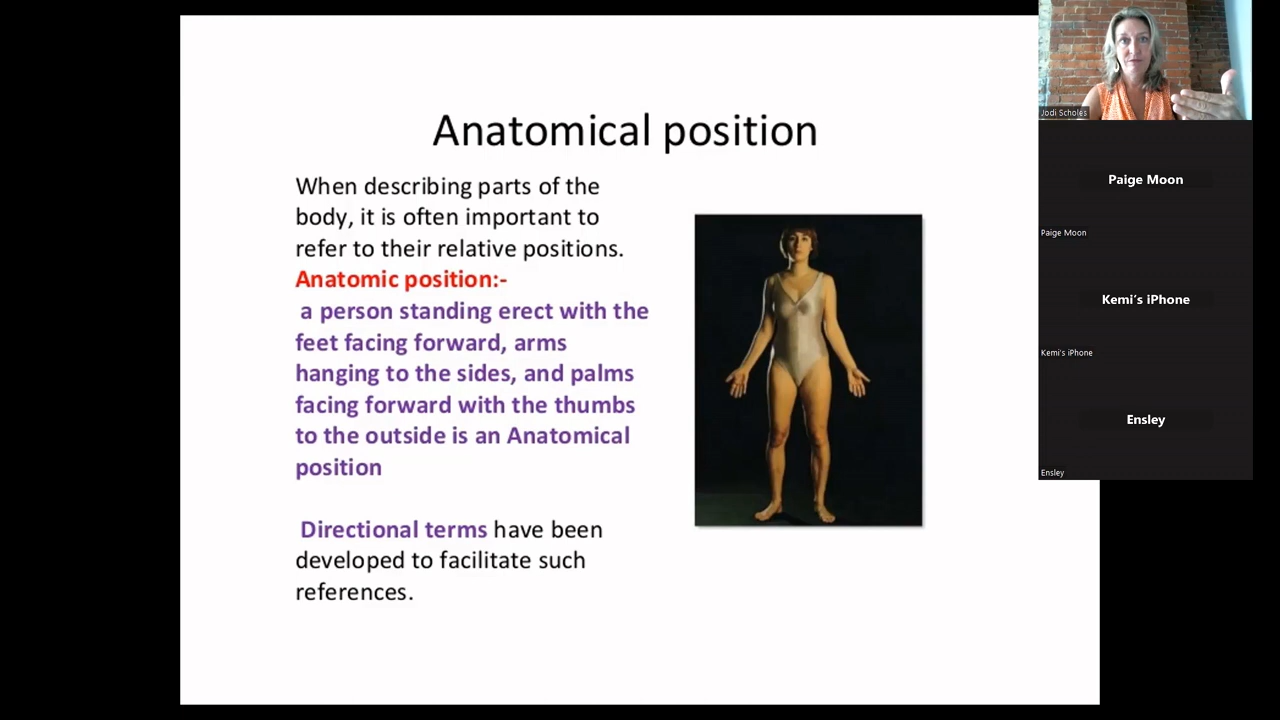 Anatomical position
When describing parts of the
body, it is often important to
refer to their relative positions.
Anatomic position:-
a person standing erect with the
feet facing forward, arms
hanging to the sides, and palms
facing forward with the thumbs
to the outside is an Anatomical
position
Directional terms have been
developed to facilitate such
references.
Jodi Scholes
Paige Moon
Paige Moon
Kemi's iPhone
Kemi's iPhone
Ensley
Ensley